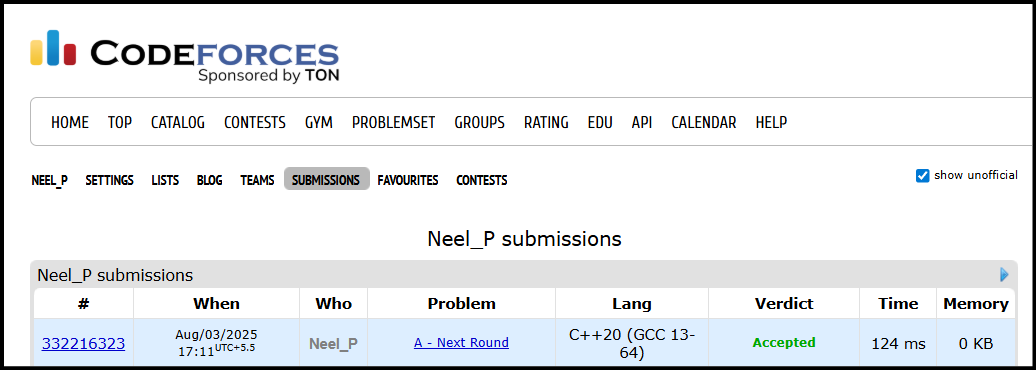 CODEFORCES
Sponsored by TON
HOME TOP CATALOG CONTESTS GYM PROBLEMSET GROUPS RATING EDU API CALENDAR HELP
NEEL_P SETTINGS LISTS BLOG TEAMS SUBMISSIONS FAVOURITES CONTESTS
show unofficial
Neel_P submissions
Neel_P submissions
# When Who Problem Lang Verdict Time Memory
332216323 Aug/03/2025 17:11UTC+5.5 Neel_P A - Next Round C++20 (GCC 13-64) Accepted 124 ms 0 KB